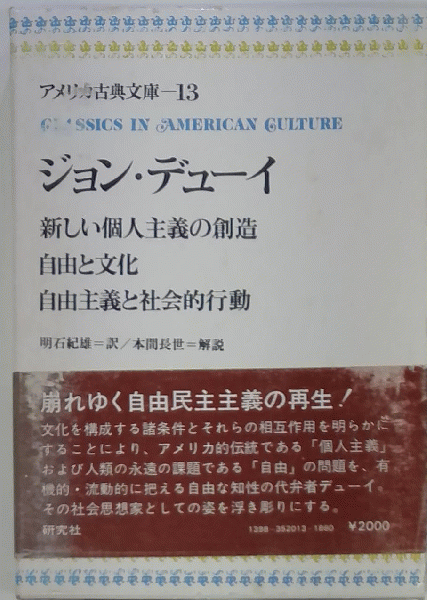 アメリカ古典文庫—13
CLASSICS IN AMERICAN CULTURE
ジョン・デューイ
新しい個人主義の創造
自由と文化
自由主義と社会的行動
明石紀雄=訳/本間長世=解説
崩れゆく自由民主主義の再生!
文化を構成する諸条件とそれらの相互作用を明らかに
することにより、アメリカ的伝統である「個人主義」
および人類の永遠の課題である「自由」の問題を、有
機的・流動的に把える自由な知性の代弁者デューイ。
その社会思想家としての姿を浮き彫りにする。
研究社
1398-352013-1860 ¥2000